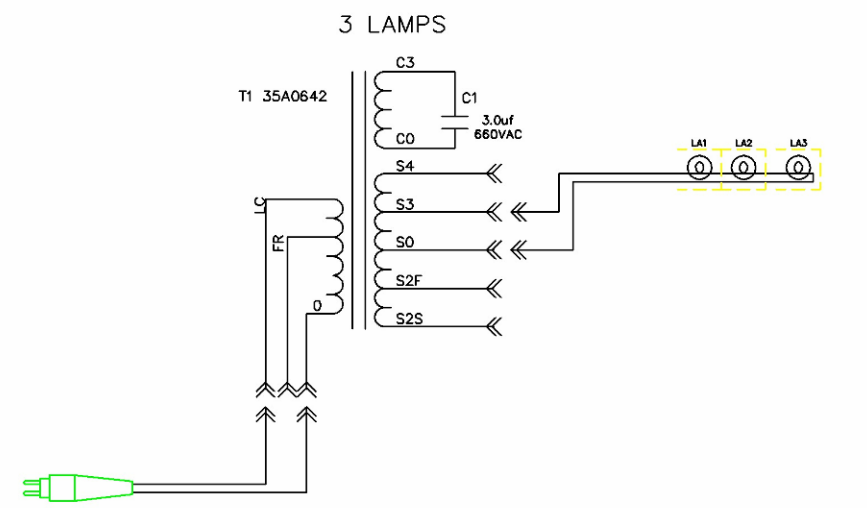 3 LAMPS
C3
T1 35A0642
C1
3.0uf
660VAC
C0
LA1 LA2 LA3
S4
LC
S3
FR
S0
S2F
0
S2S